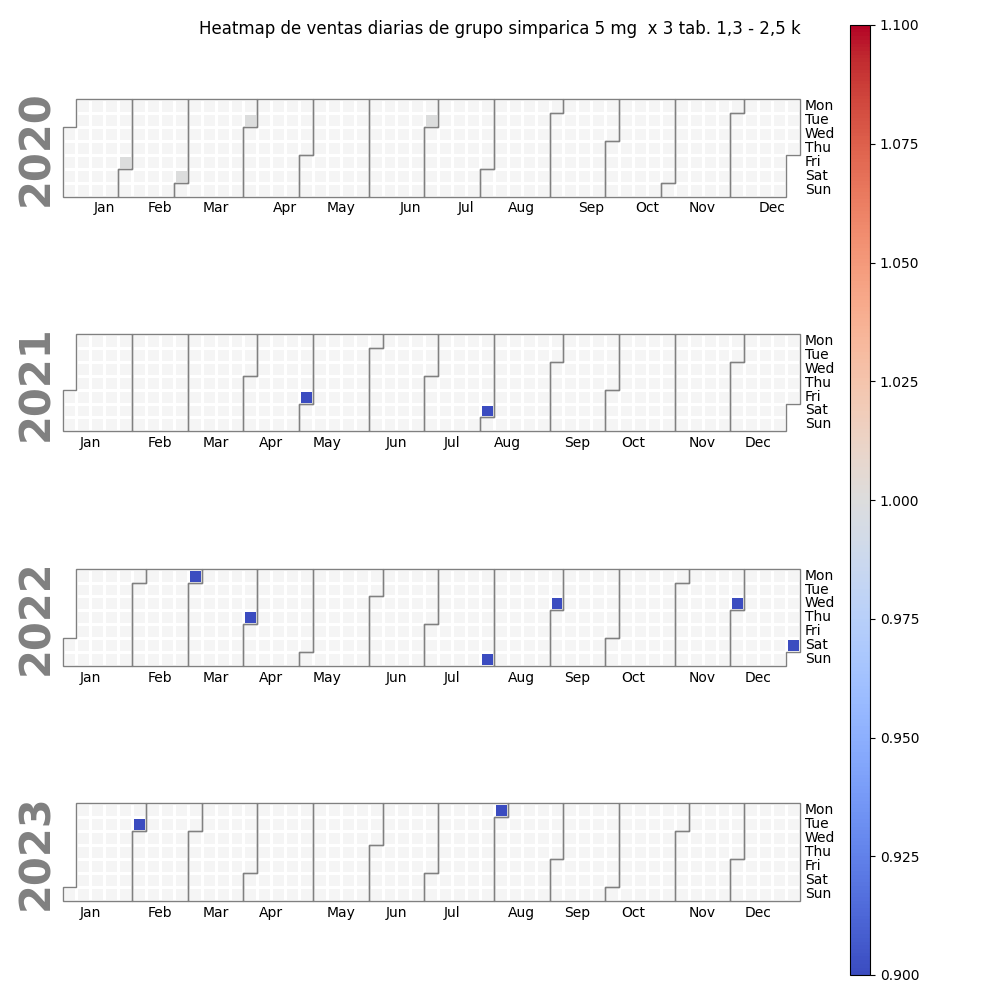 Heatmap de ventas diarias de grupo simparica 5 mg  x 3 tab. 1,3 - 2,5 k
2020
Mon
Tue
Wed
Thu
Fri
Sat
Sun
Jan Feb Mar Apr May Jun Jul Aug Sep Oct Nov Dec
2021
Mon
Tue
Wed
Thu
Fri
Sat
Sun
Jan Feb Mar Apr May Jun Jul Aug Sep Oct Nov Dec
2022
Mon
Tue
Wed
Thu
Fri
Sat
Sun
Jan Feb Mar Apr May Jun Jul Aug Sep Oct Nov Dec
2023
Mon
Tue
Wed
Thu
Fri
Sat
Sun
Jan Feb Mar Apr May Jun Jul Aug Sep Oct Nov Dec
1.100
1.075
1.050
1.025
1.000
0.975
0.950
0.925
0.900